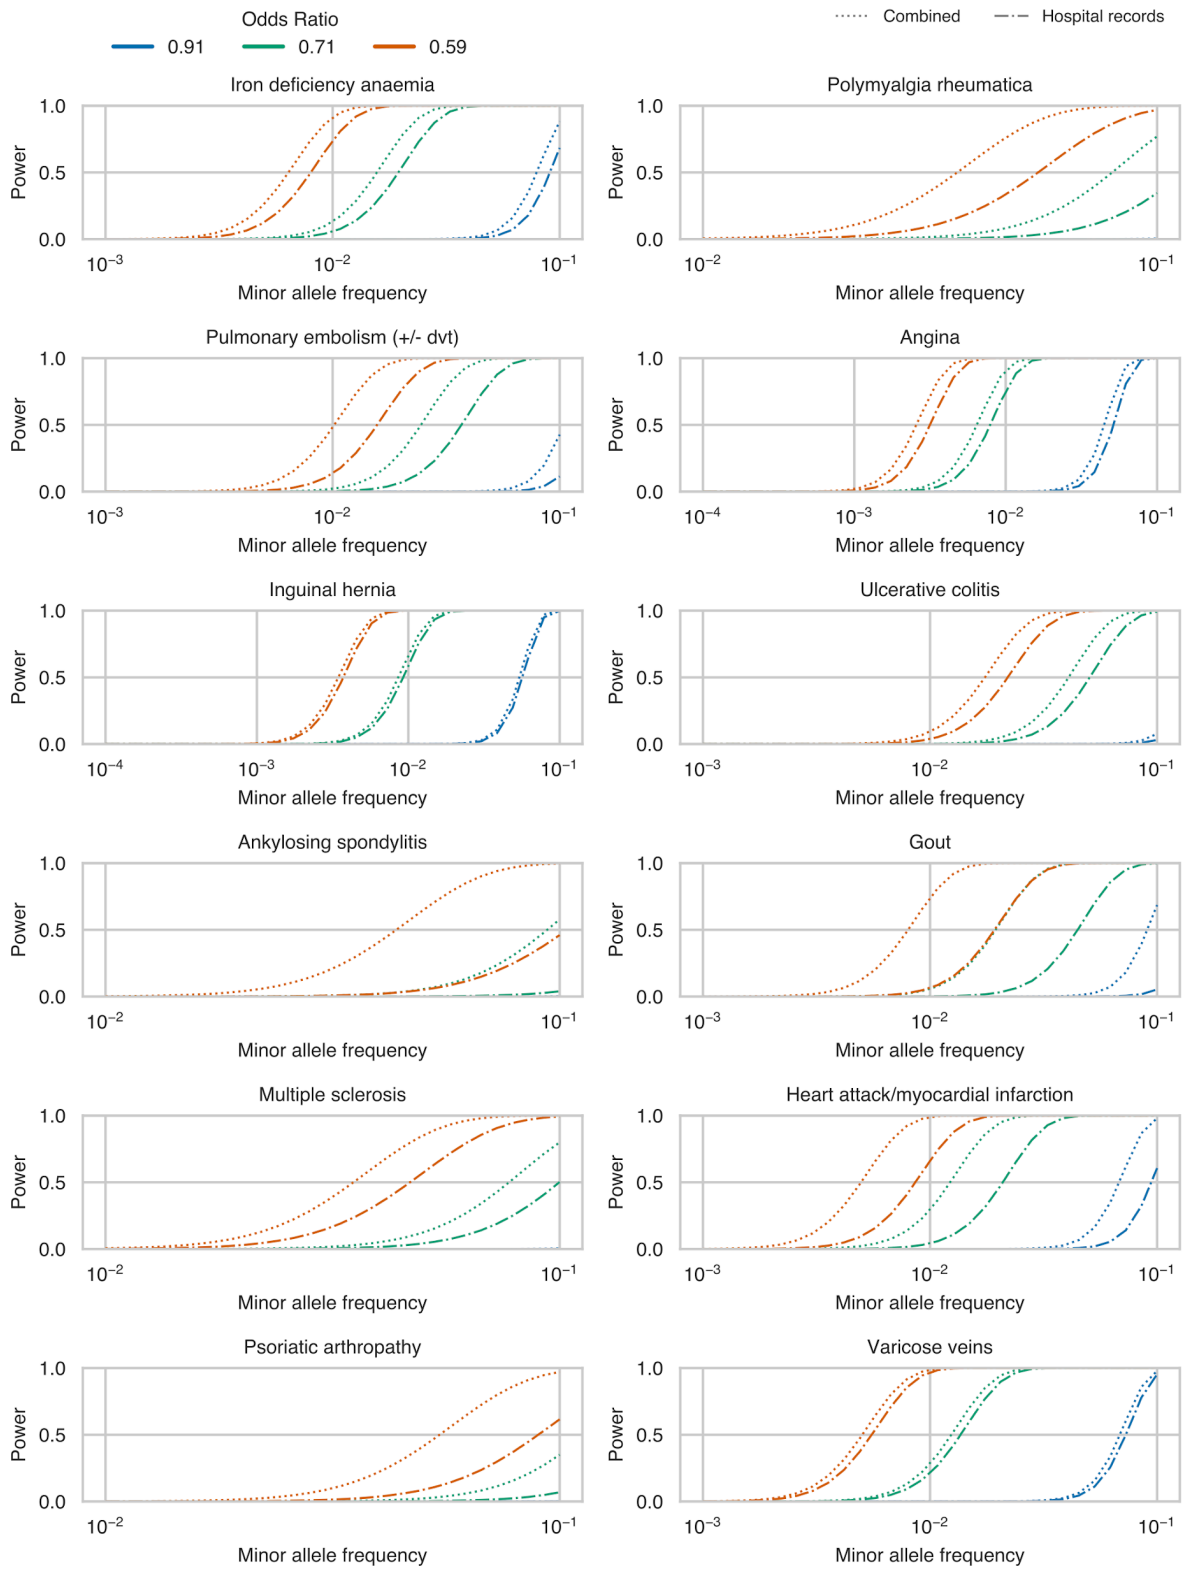 Odds Ratio
0.91 0.71 0.59
Combined Hospital records
Iron deficiency anaemia
1.0
0.5
0.0
Power
10⁻³ 10⁻² 10⁻¹
Minor allele frequency
Polymyalgia rheumatica
1.0
0.5
0.0
Power
10⁻² 10⁻¹
Minor allele frequency
Pulmonary embolism (+/- dvt)
1.0
0.5
0.0
Power
10⁻³ 10⁻² 10⁻¹
Minor allele frequency
Angina
1.0
0.5
0.0
Power
10⁻⁴ 10⁻³ 10⁻² 10⁻¹
Minor allele frequency
Inguinal hernia
1.0
0.5
0.0
Power
10⁻⁴ 10⁻³ 10⁻² 10⁻¹
Minor allele frequency
Ulcerative colitis
1.0
0.5
0.0
Power
10⁻³ 10⁻² 10⁻¹
Minor allele frequency
Ankylosing spondylitis
1.0
0.5
0.0
Power
10⁻² 10⁻¹
Minor allele frequency
Gout
1.0
0.5
0.0
Power
10⁻³ 10⁻² 10⁻¹
Minor allele frequency
Multiple sclerosis
1.0
0.5
0.0
Power
10⁻² 10⁻¹
Minor allele frequency
Heart attack/myocardial infarction
1.0
0.5
0.0
Power
10⁻³ 10⁻² 10⁻¹
Minor allele frequency
Psoriatic arthropathy
1.0
0.5
0.0
Power
10⁻² 10⁻¹
Minor allele frequency
Varicose veins
1.0
0.5
0.0
Power
10⁻³ 10⁻² 10⁻¹
Minor allele frequency